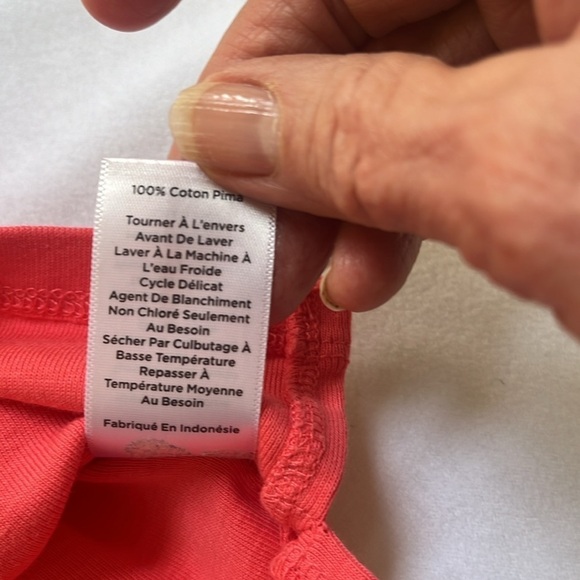 100% Coton Pima
Tourner À L'envers
Avant De Laver
Laver À La Machine À
L'eau Froide
Cycle Délicat
Agent De Blanchiment
Non Chloré Seulement
Au Besoin
Sécher Par Culbutage À
Basse Température
Repasser À
Température Moyenne
Au Besoin
Fabriqué En Indonésie